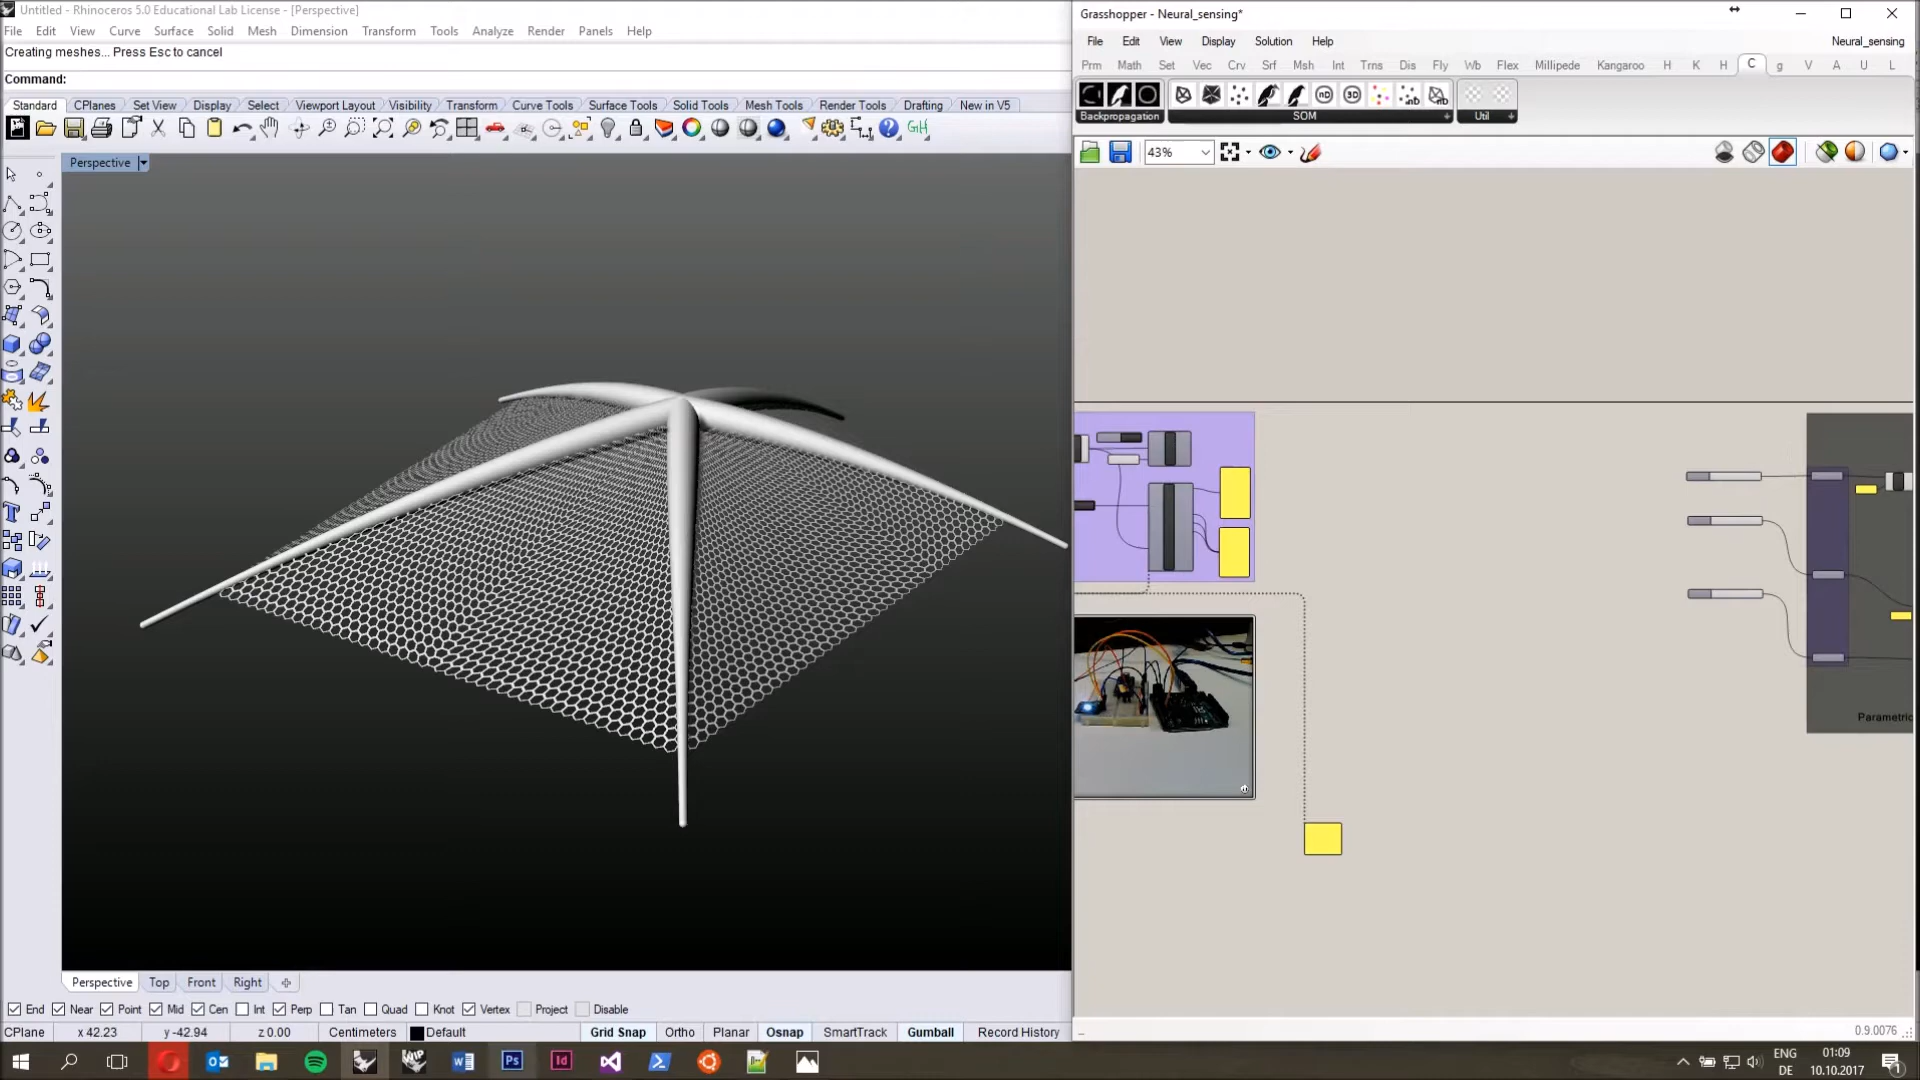 Untitled - Rhinoceros 5.0 Educational Lab License - [Perspective]
File Edit View Curve Surface Solid Mesh Dimension Transform Tools Analyze Render Panels Help
Creating meshes... Press Esc to cancel
Command:
Standard CPlanes Set View Display Select Viewport Layout Visibility Transform Curve Tools Surface Tools Solid Tools Mesh Tools Render Tools Drafting New in V5
GH
Perspective
Perspective Top Front Right
End Near Point Mid Cen Int Perp Tan Quad Knot Vertex Project Disable
CPlane x 42.23 y -42.94 z 0.00 Centimeters Default Grid Snap Ortho Planar Osnap SmartTrack Gumball Record History
Grasshopper - Neural_sensing*
File Edit View Display Solution Help Neural_sensing
Prm Math Set Vec Crv Srf Msh Int Trns Dis Fly Wb Flex Millipede Kangaroo H K H C g V A U L
Backpropagation SOM Util
43%
Parametric
0.9.0076
ENG 01:09
DE 10.10.2017